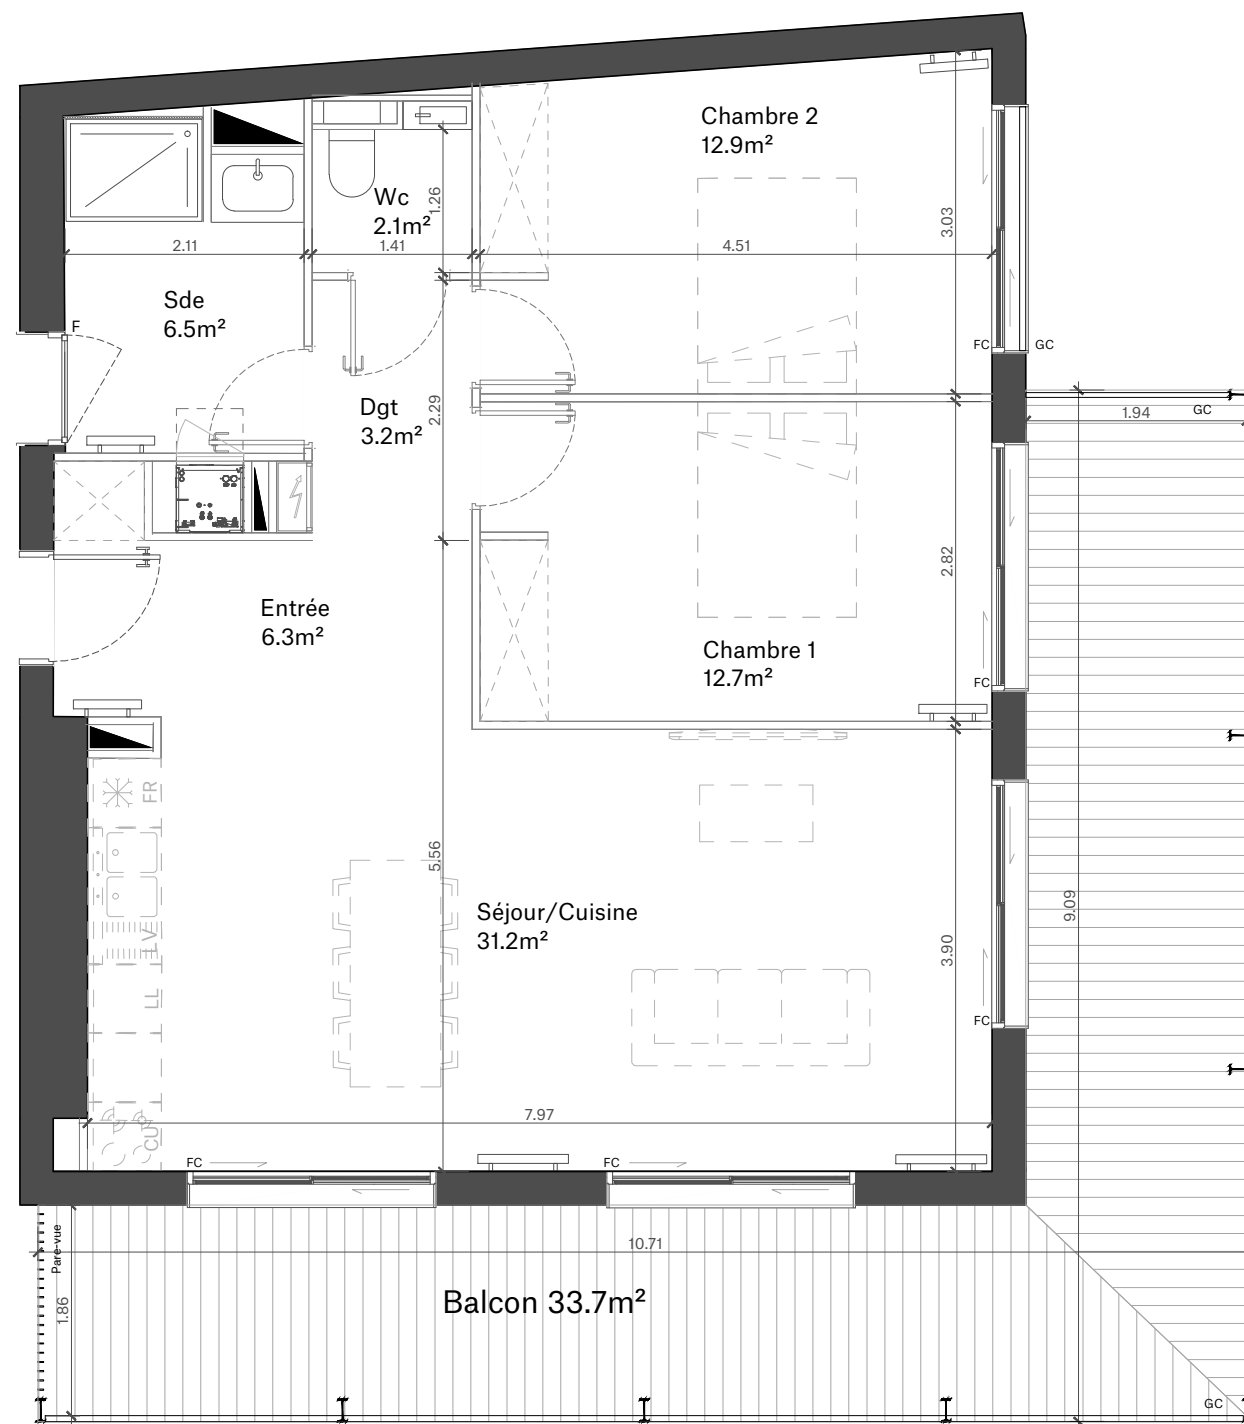 Chambre 2
12.9m²
Wc
2.1m²
1.26
3.03
2.11
1.41
4.51
Sde
6.5m²
F
FC
GC
Dgt
3.2m²
2.29
1.94
GC
2.82
Entrée
6.3m²
Chambre 1
12.7m²
FC
FR
5.56
9.09
Séjour/Cuisine
31.2m²
LV
3.90
LL
FC
7.97
CU
FC
FC
Pare-vue
10.71
1.86
Balcon 33.7m²
GC